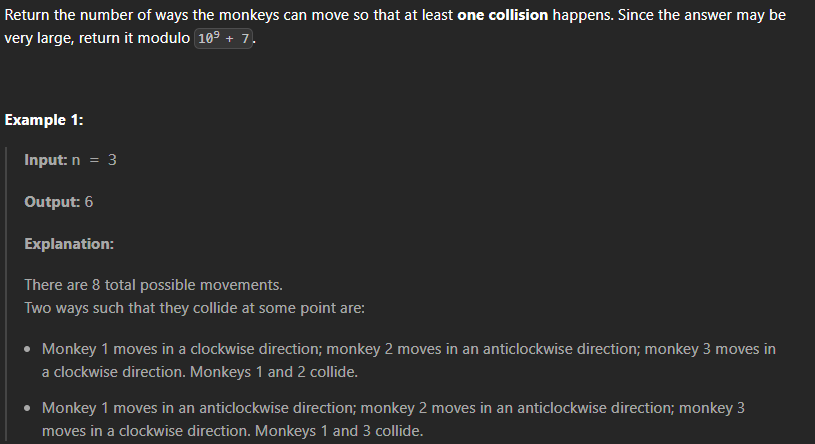 Return the number of ways the monkeys can move so that at least one collision happens. Since the answer may be
very large, return it modulo 10⁹ + 7.
Example 1:
Input: n = 3
Output: 6
Explanation:
There are 8 total possible movements.
Two ways such that they collide at some point are:
• Monkey 1 moves in a clockwise direction; monkey 2 moves in an anticlockwise direction; monkey 3 moves in
a clockwise direction. Monkeys 1 and 2 collide.
• Monkey 1 moves in an anticlockwise direction; monkey 2 moves in an anticlockwise direction; monkey 3
moves in a clockwise direction. Monkeys 1 and 3 collide.